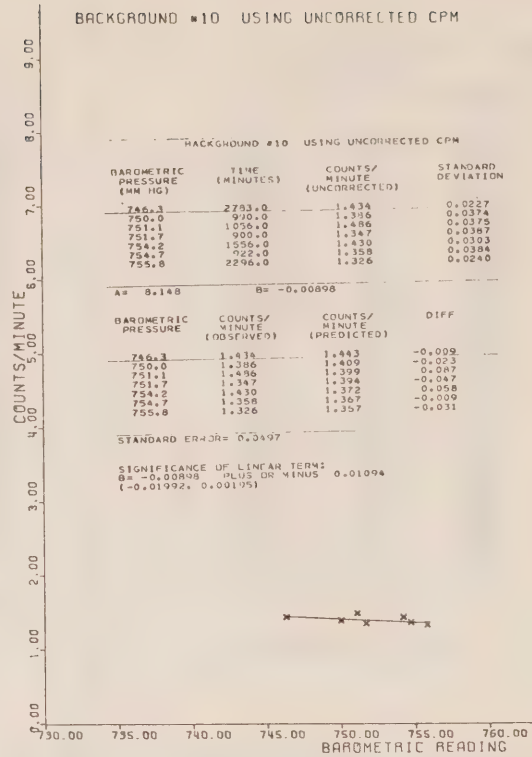 BACKGROUND #10 USING UNCORRECTED CPM
BACKGROUND #10 USING UNCORRECTED CPM
BAROMETRIC TIME COUNTS/ STANDARD
PRESSURE (MINUTES) MINUTE DEVIATION
(MM HG) (UNCORRECTED)
746.3 2783.0 1.434 0.0227
750.0 990.0 1.386 0.0374
751.1 1056.0 1.486 0.0375
751.7 900.0 1.347 0.0387
754.2 1556.0 1.430 0.0303
754.7 922.0 1.358 0.0384
755.8 2296.0 1.326 0.0240
A= 8.148 B= -0.00898
BAROMETRIC COUNTS/ COUNTS/ DIFF
PRESSURE MINUTE MINUTE
(OBSERVED) (PREDICTED)
746.3 1.434 1.443 -0.009
750.0 1.386 1.409 -0.023
751.1 1.486 1.399 0.087
751.7 1.347 1.394 -0.047
754.2 1.430 1.372 0.058
754.7 1.358 1.367 -0.009
755.8 1.326 1.357 -0.031
STANDARD ERROR= 0.0497
SIGNIFICANCE OF LINEAR TERM:
B= -0.00898 PLUS OR MINUS 0.01094
(-0.01992, 0.00195)
COUNTS/MINUTE
9.00
8.00
7.00
6.00
5.00
4.00
3.00
2.00
1.00
0.00
730.00 735.00 740.00 745.00 750.00 755.00 760.00
BAROMETRIC READING